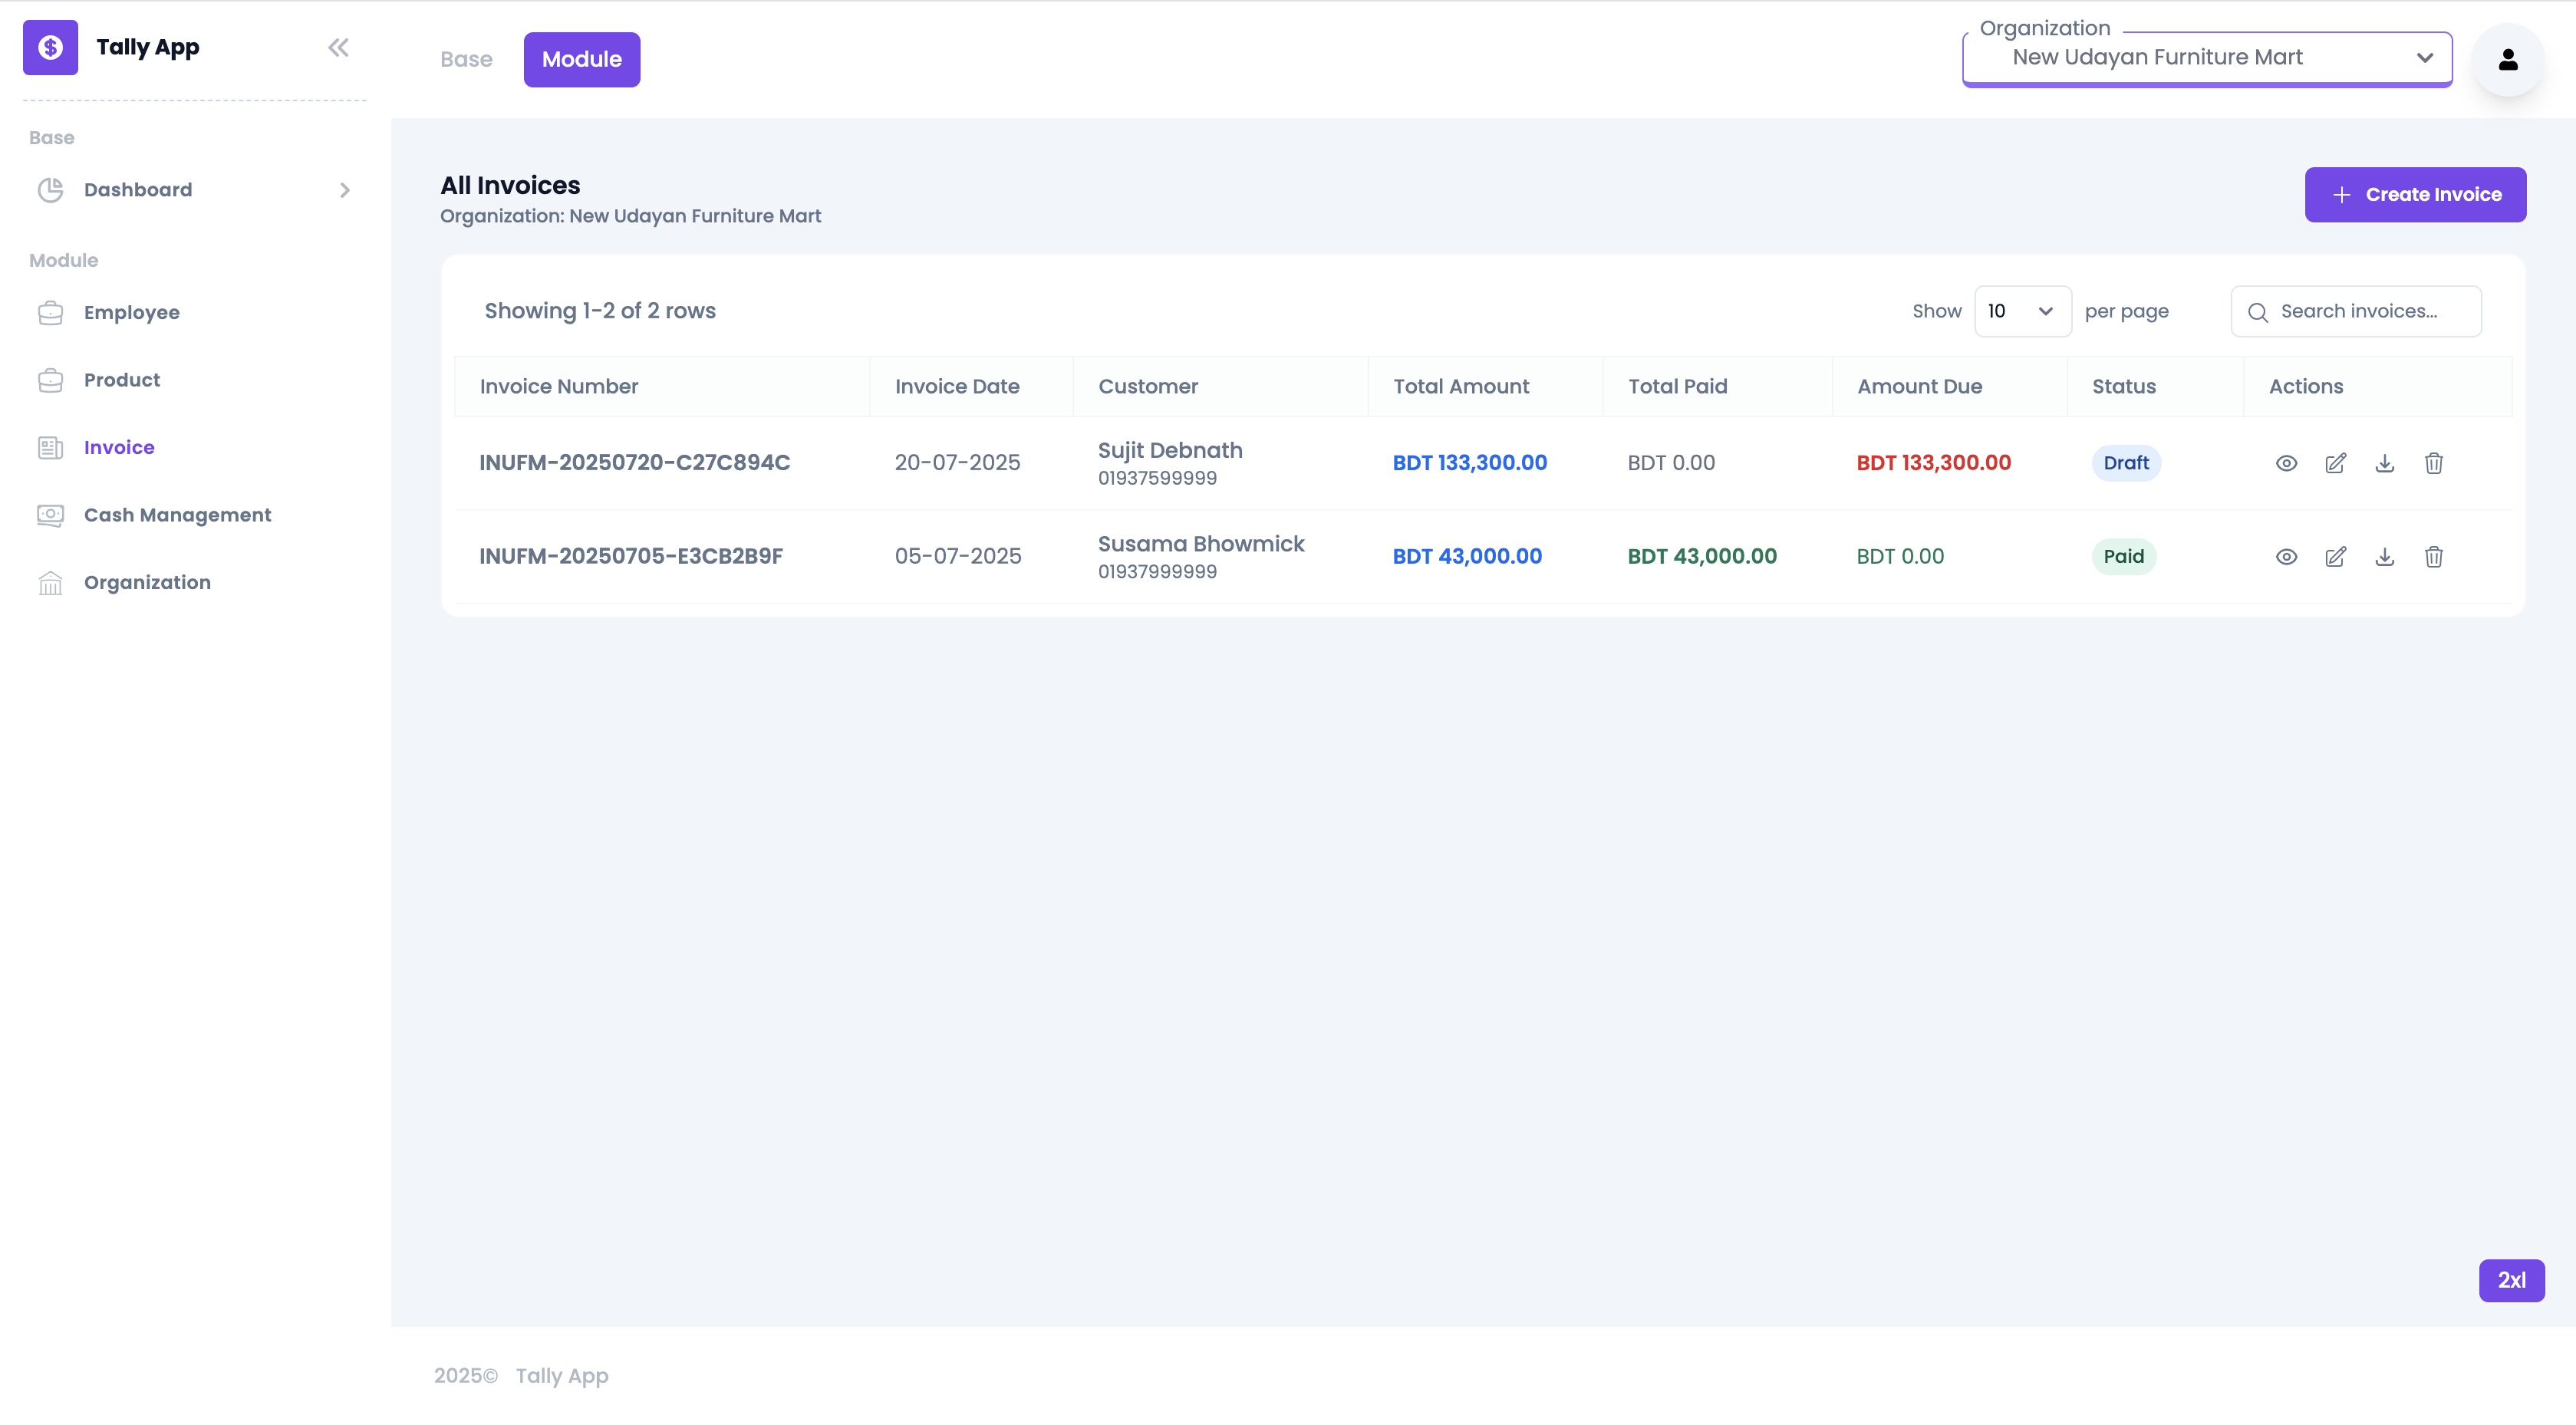 Tally App
Base
Dashboard
Module
Employee
Product
Invoice
Cash Management
Organization
Base Module
Organization
New Udayan Furniture Mart
All Invoices
Organization: New Udayan Furniture Mart
Create Invoice
Showing 1-2 of 2 rows
Show 10 per page
Search invoices...
Invoice Number Invoice Date Customer Total Amount Total Paid Amount Due Status Actions
INUFM-20250720-C27C894C 20-07-2025 Sujit Debnath BDT 133,300.00 BDT 0.00 BDT 133,300.00 Draft
01937599999
INUFM-20250705-E3CB2B9F 05-07-2025 Susama Bhowmick BDT 43,000.00 BDT 43,000.00 BDT 0.00 Paid
01937999999
2xl
2025© Tally App